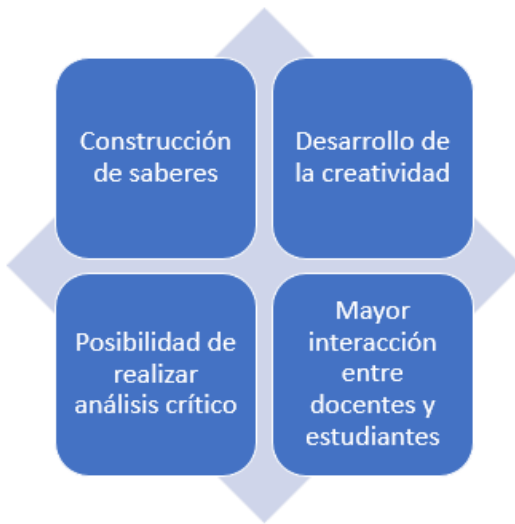 Construcción
de saberes
Desarrollo de
la creatividad
Posibilidad de
realizar
análisis crítico
Mayor
interacción
entre
docentes y
estudiantes